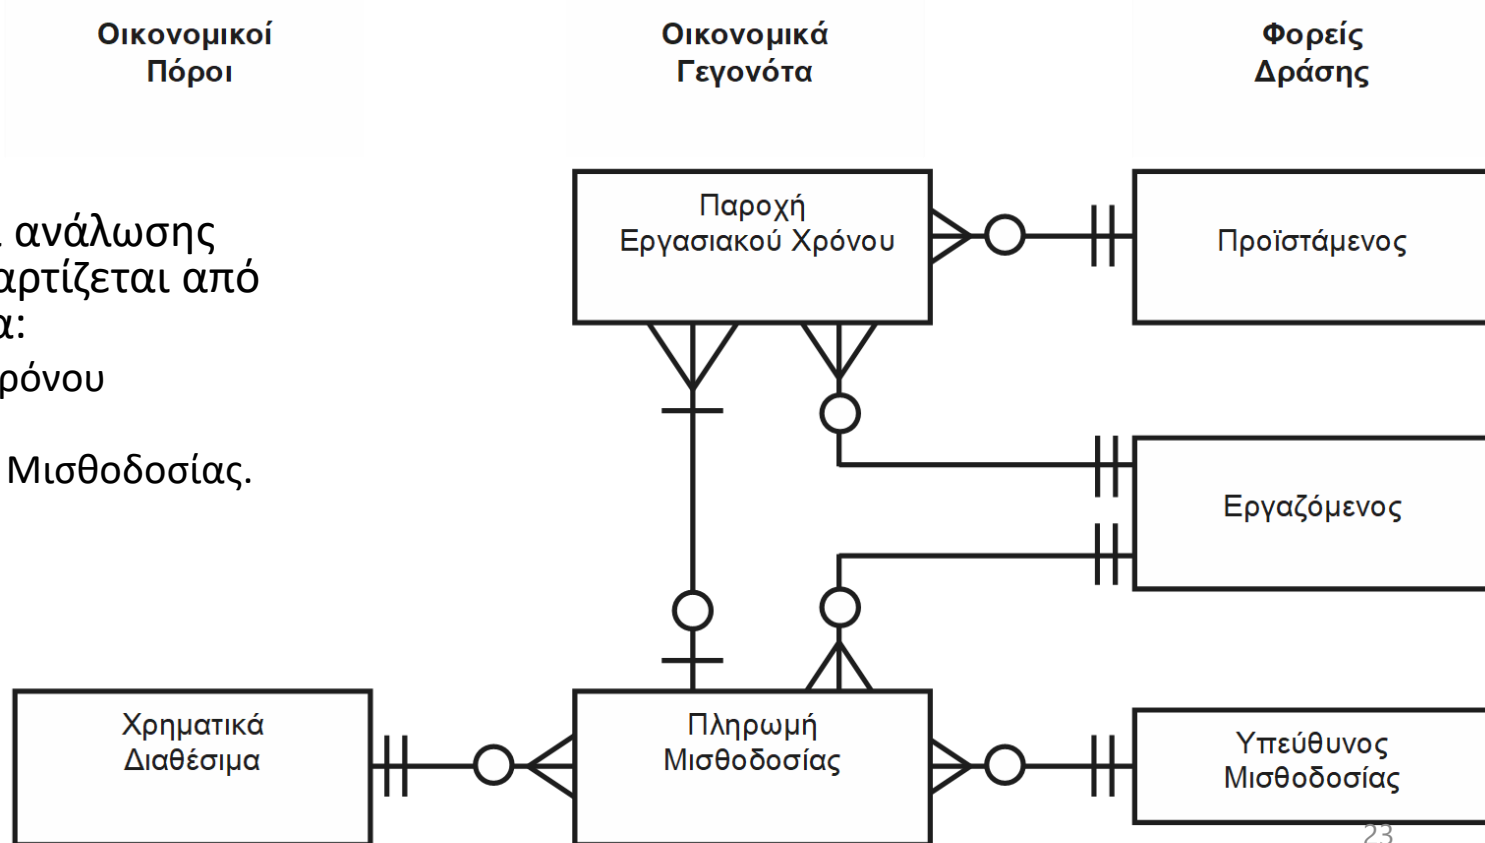 Οικονομικοί
Πόροι
Οικονομικά
Γεγονότα
Φορείς
Δράσης
ανάλωσης
αρτίζεται από
α:
ρόνου
Μισθοδοσίας.
Παροχή
Εργασιακού Χρόνου
Προϊστάμενος
Εργαζόμενος
Χρηματικά
Διαθέσιμα
Πληρωμή
Μισθοδοσίας
Υπεύθυνος
Μισθοδοσίας
23